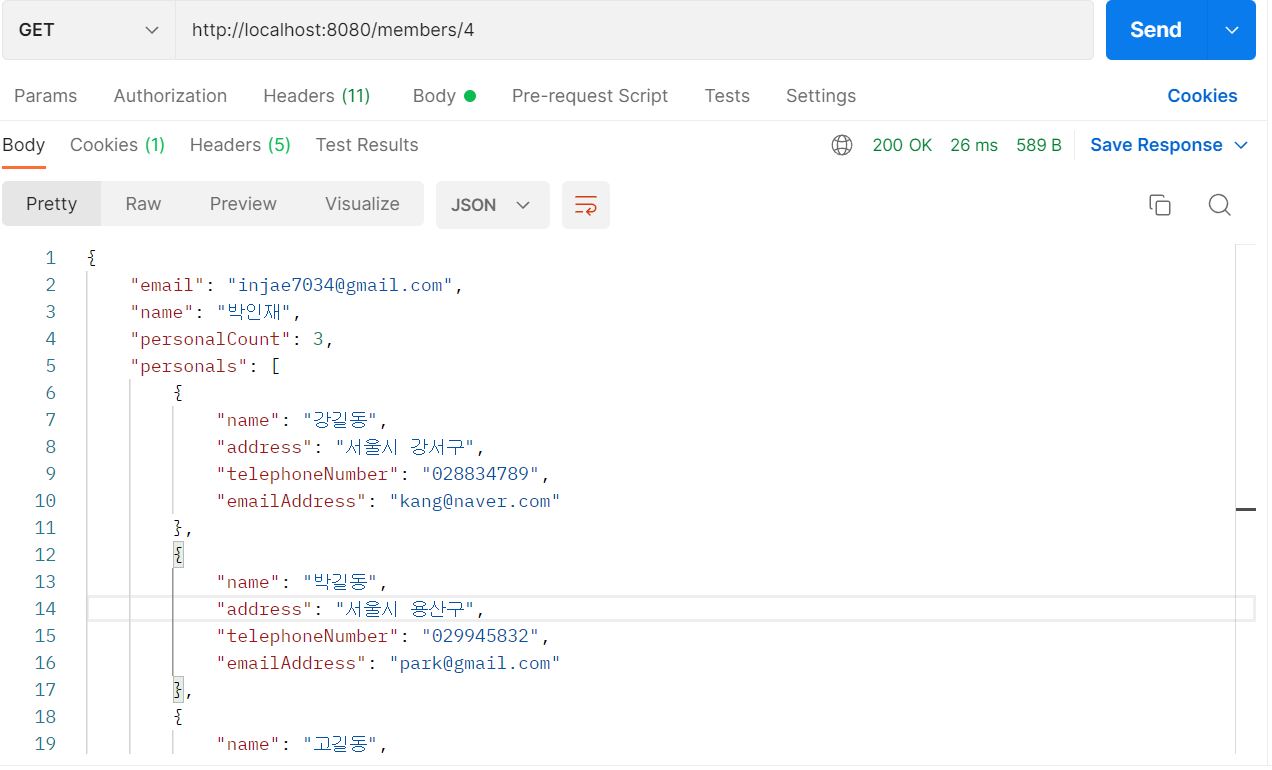 GET http://localhost:8080/members/4 Send
Params Authorization Headers (11) Body Pre-request Script Tests Settings Cookies
Body Cookies (1) Headers (5) Test Results 200 OK 26 ms 589 B Save Response
Pretty Raw Preview Visualize JSON
1 {
2 "email": "injae7034@gmail.com",
3 "name": "박인재",
4 "personalCount": 3,
5 "personals": [
6 {
7 "name": "강길동",
8 "address": "서울시 강서구",
9 "telephoneNumber": "028834789",
10 "emailAddress": "kang@naver.com"
11 },
12 {
13 "name": "박길동",
14 "address": "서울시 용산구",
15 "telephoneNumber": "029945832",
16 "emailAddress": "park@gmail.com"
17 },
18 {
19 "name": "고길동",